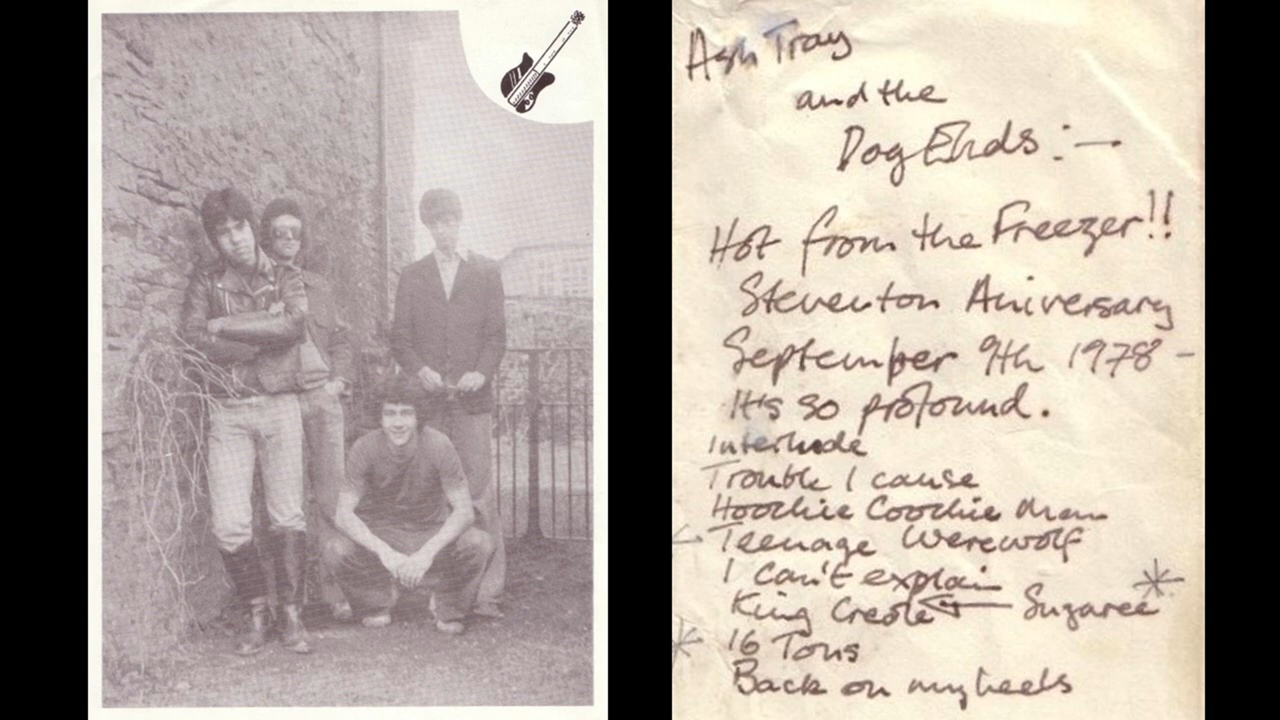 Ash Tray
and the
Dog Ends:—
Hot from the Freezer!!
Steventon Aniversary
September 9th 1978 -
It's so profound.
Interlude
Trouble I cause
Hoochie Coochie Man
Teenage Werewolf
I can't explain
King Creole ← Sugaree *
* 16 Tons
Back on my heels